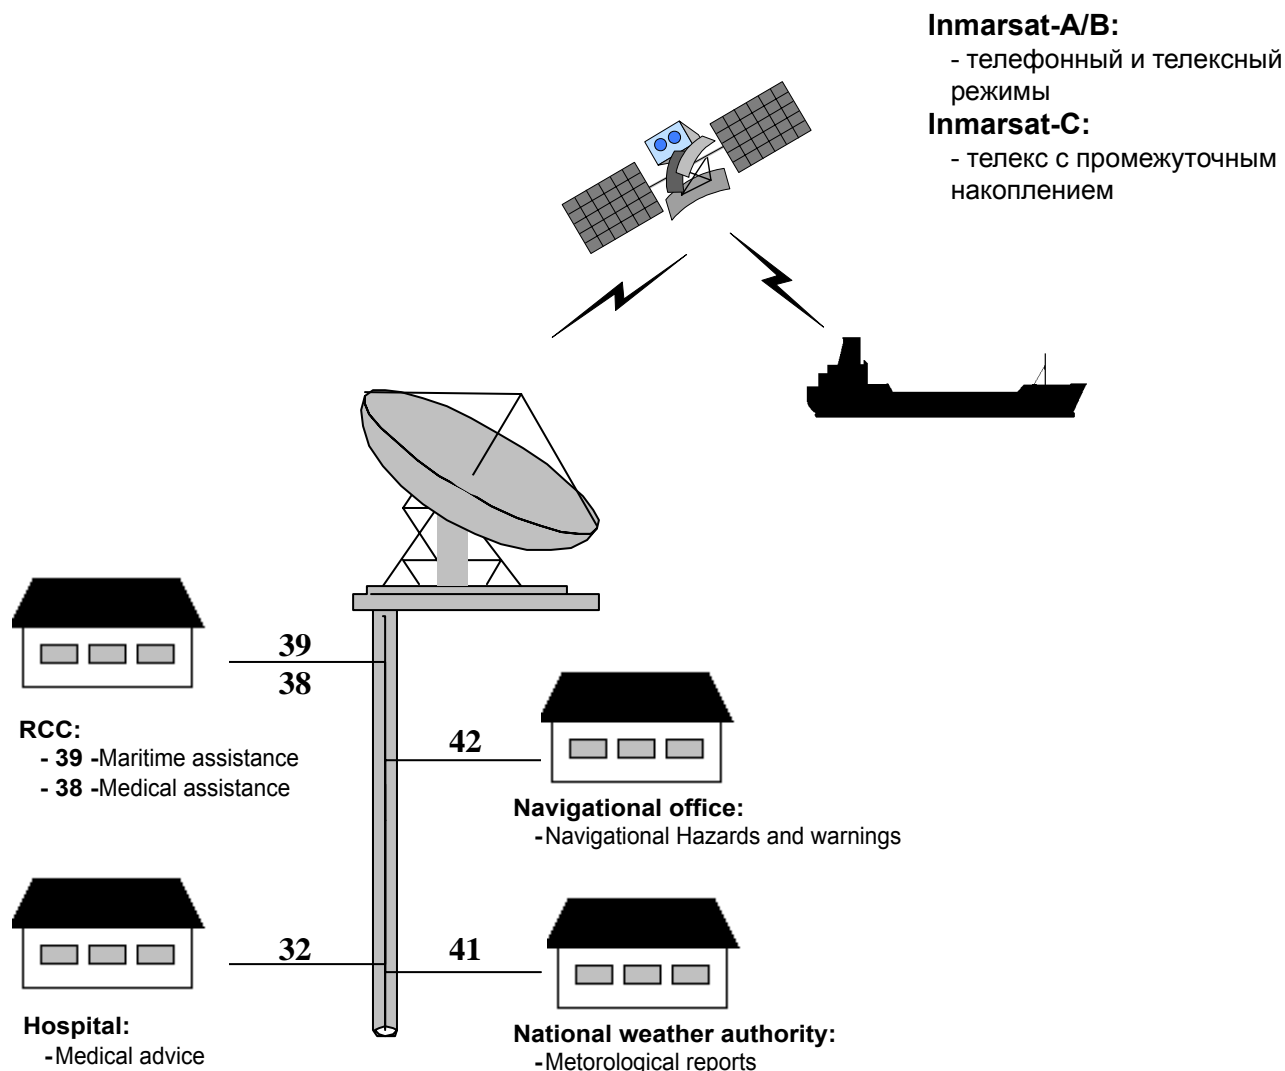 Inmarsat-A/B:
- телефонный и телексный
режимы
Inmarsat-C:
- телекс с промежуточным
накоплением
39
38
RCC:
- 39 -Maritime assistance
- 38 -Medical assistance
42
Navigational office:
-Navigational Hazards and warnings
32
41
Hospital:
-Medical advice
National weather authority:
-Metorological reports